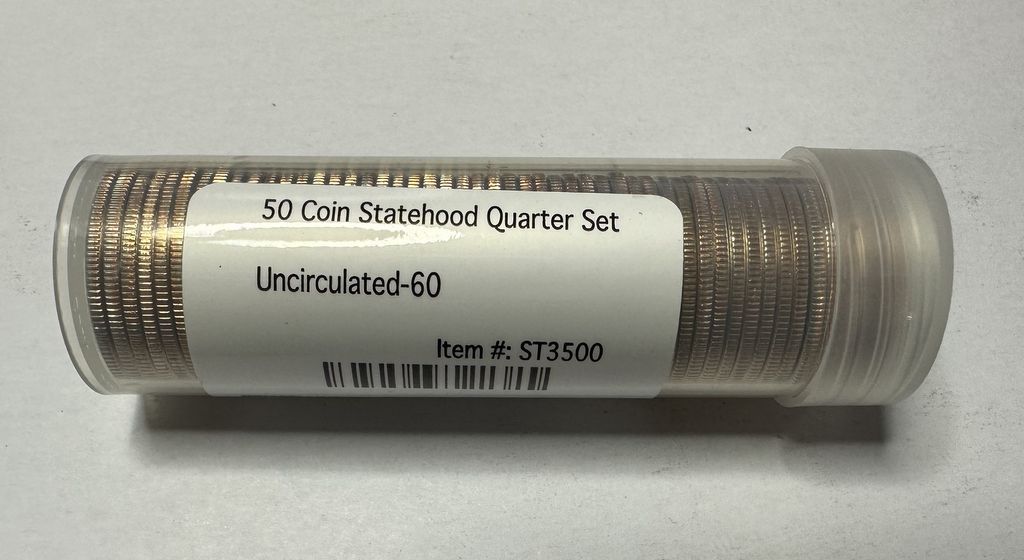 50 Coin Statehood Quarter Set
Uncirculated-60
Item #: ST3500